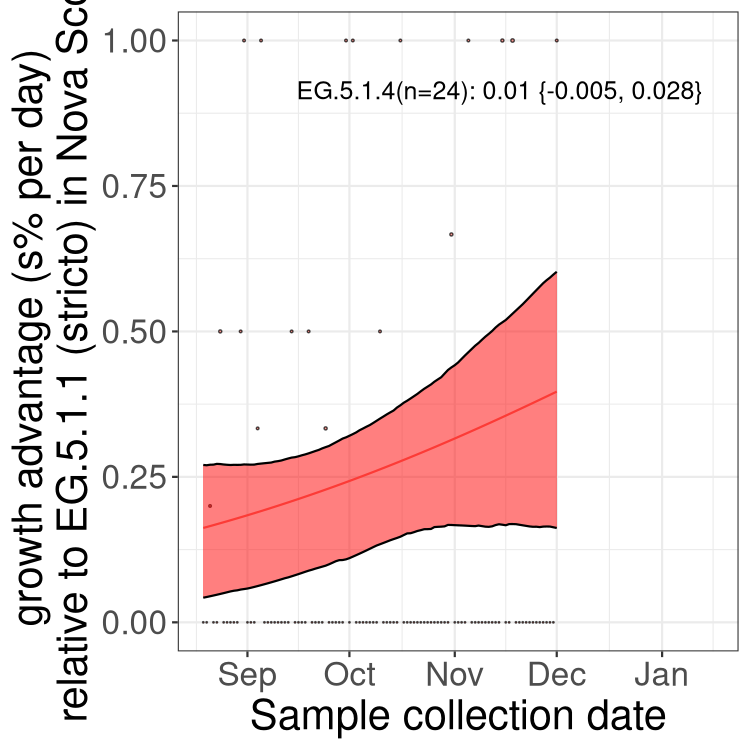 growth advantage (s% per day)
relative to EG.5.1.1 (stricto) in Nova Sco
1.00
0.75
0.50
0.25
0.00
EG.5.1.4(n=24): 0.01 {-0.005, 0.028}
Sep Oct Nov Dec Jan
Sample collection date